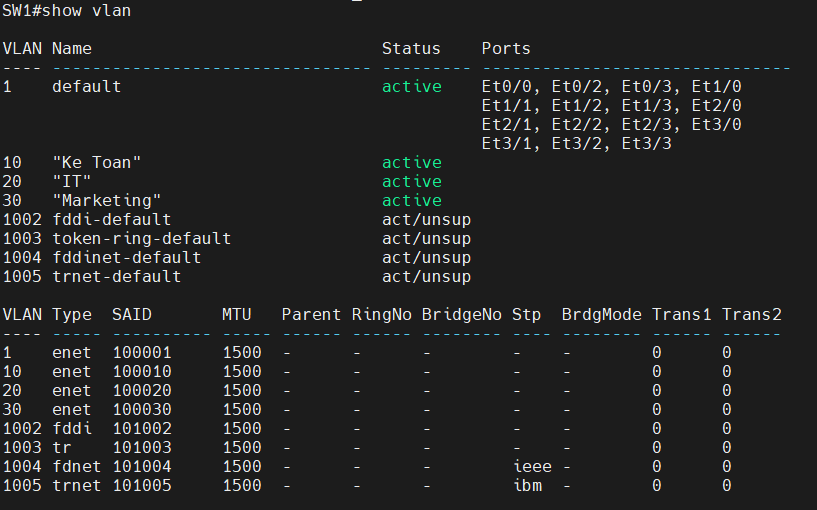 SW1#show vlan
VLAN Name                             Status    Ports
---- -------------------------------- --------- -------------------------------
1    default                          active    Et0/0, Et0/2, Et0/3, Et1/0
                                                Et1/1, Et1/2, Et1/3, Et2/0
                                                Et2/1, Et2/2, Et2/3, Et3/0
                                                Et3/1, Et3/2, Et3/3
10   "Ke Toan"                        active
20   "IT"                             active
30   "Marketing"                      active
1002 fddi-default                     act/unsup
1003 token-ring-default               act/unsup
1004 fddinet-default                  act/unsup
1005 trnet-default                    act/unsup
VLAN Type  SAID       MTU   Parent RingNo BridgeNo Stp  BrdgMode Trans1 Trans2
---- ----- ---------- ----- ------ ------ -------- ---- -------- ------ ------
1    enet  100001     1500  -      -      -        -    -        0      0
10   enet  100010     1500  -      -      -        -    -        0      0
20   enet  100020     1500  -      -      -        -    -        0      0
30   enet  100030     1500  -      -      -        -    -        0      0
1002 fddi  101002     1500  -      -      -        -    -        0      0
1003 tr    101003     1500  -      -      -        -    -        0      0
1004 fdnet 101004     1500  -      -      -        ieee -        0      0
1005 trnet 101005     1500  -      -      -        ibm  -        0      0